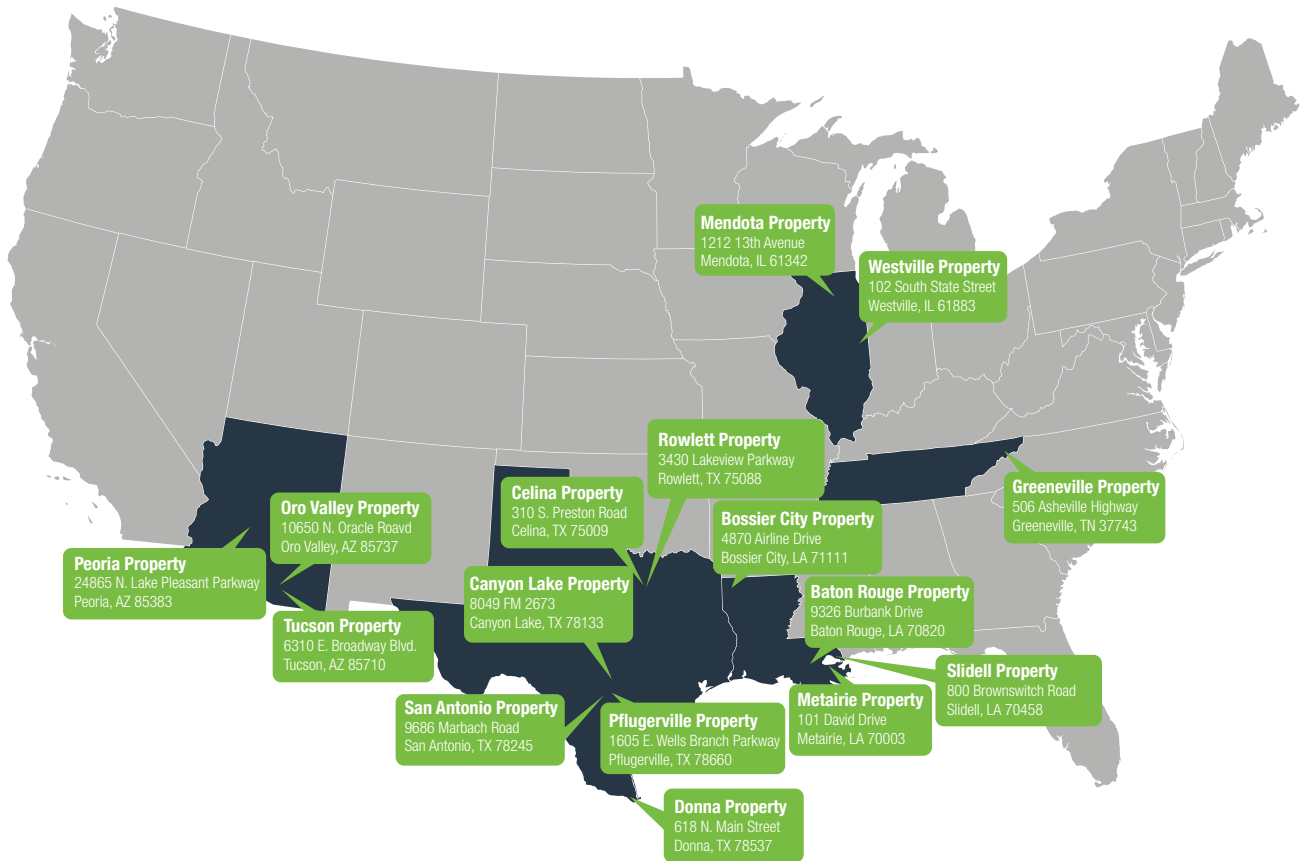 Mendota Property
1212 13th Avenue
Mendota, IL 61342
Westville Property
102 South State Street
Westville, IL 61883
Rowlett Property
3430 Lakeview Parkway
Rowlett, TX 75088
Greeneville Property
506 Asheville Highway
Greeneville, TN 37743
Celina Property
310 S. Preston Road
Celina, TX 75009
Oro Valley Property
10650 N. Oracle Roavd
Oro Valley, AZ 85737
Bossier City Property
4870 Airline Drive
Bossier City, LA 71111
Peoria Property
24865 N. Lake Pleasant Parkway
Peoria, AZ 85383
Canyon Lake Property
8049 FM 2673
Canyon Lake, TX 78133
Baton Rouge Property
9326 Burbank Drive
Baton Rouge, LA 70820
Tucson Property
6310 E. Broadway Blvd.
Tucson, AZ 85710
Slidell Property
800 Brownswitch Road
Slidell, LA 70458
Metairie Property
101 David Drive
Metairie, LA 70003
San Antonio Property
9686 Marbach Road
San Antonio, TX 78245
Pflugerville Property
1605 E. Wells Branch Parkway
Pflugerville, TX 78660
Donna Property
618 N. Main Street
Donna, TX 78537